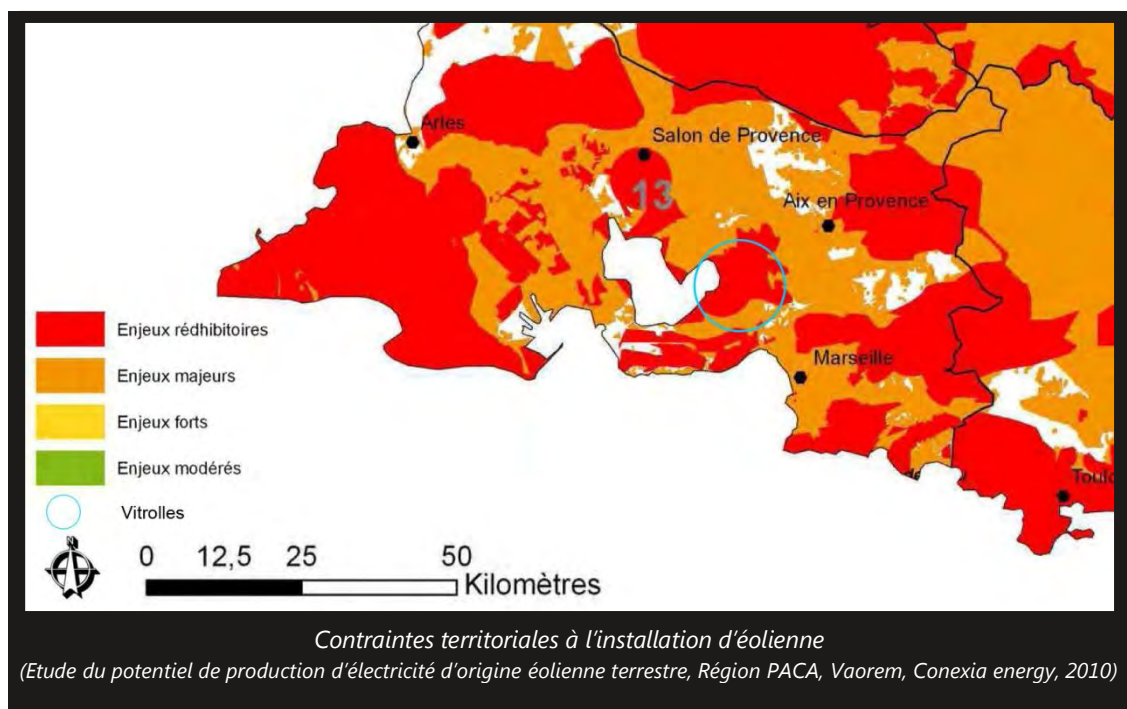 Arles
Salon de Provence
13
Aix en Provence
Marseille
Enjeux rédhibitoires
Enjeux majeurs
Enjeux forts
Enjeux modérés
Vitrolles
0 12,5 25 50
Kilomètres
Contraintes territoriales à l'installation d'éolienne
(Etude du potentiel de production d'électricité d'origine éolienne terrestre, Région PACA, Vaorem, Conexia energy, 2010)